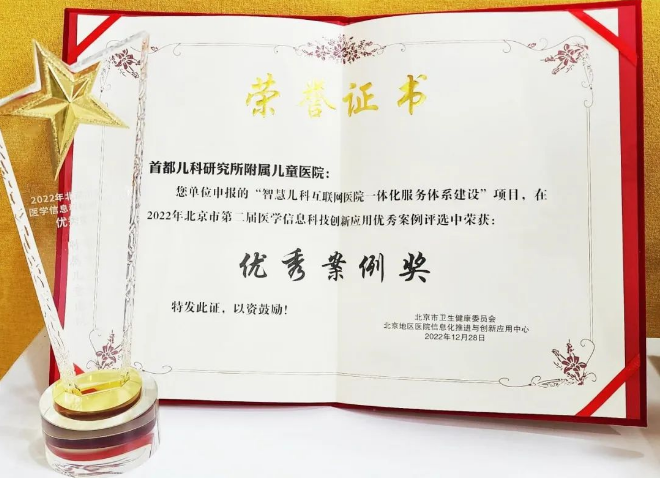 荣誉证书
首都儿科研究所附属儿童医院：
您单位申报的“智慧儿科互联网医院一体化服务体系建设”项目，在
2022年北京市第二届医学信息科技创新应用优秀案例评选中荣获：
优秀案例奖
特发此证，以资鼓励！
北京市卫生健康委员会
北京地区医院信息化推进与创新应用中心
2022年12月28日
2022年北
医学信息
优